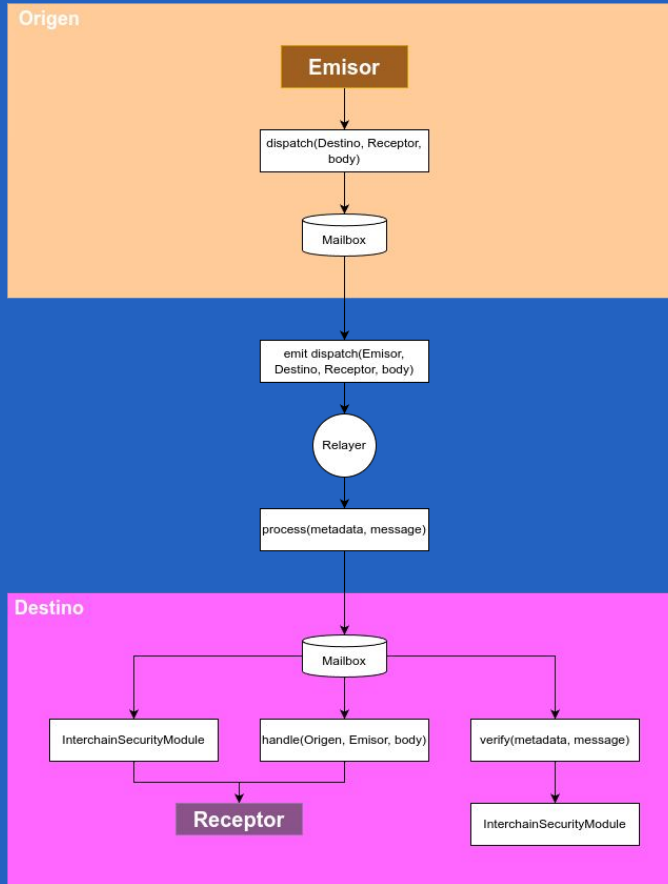 Origen
Emisor
dispatch(Destino, Receptor,
body)
Mailbox
emit dispatch(Emisor,
Destino, Receptor, body)
Relayer
process(metadata, message)
Destino
Mailbox
InterchainSecurityModule
handle(Origen, Emisor, body)
verify(metadata, message)
Receptor
InterchainSecurityModule